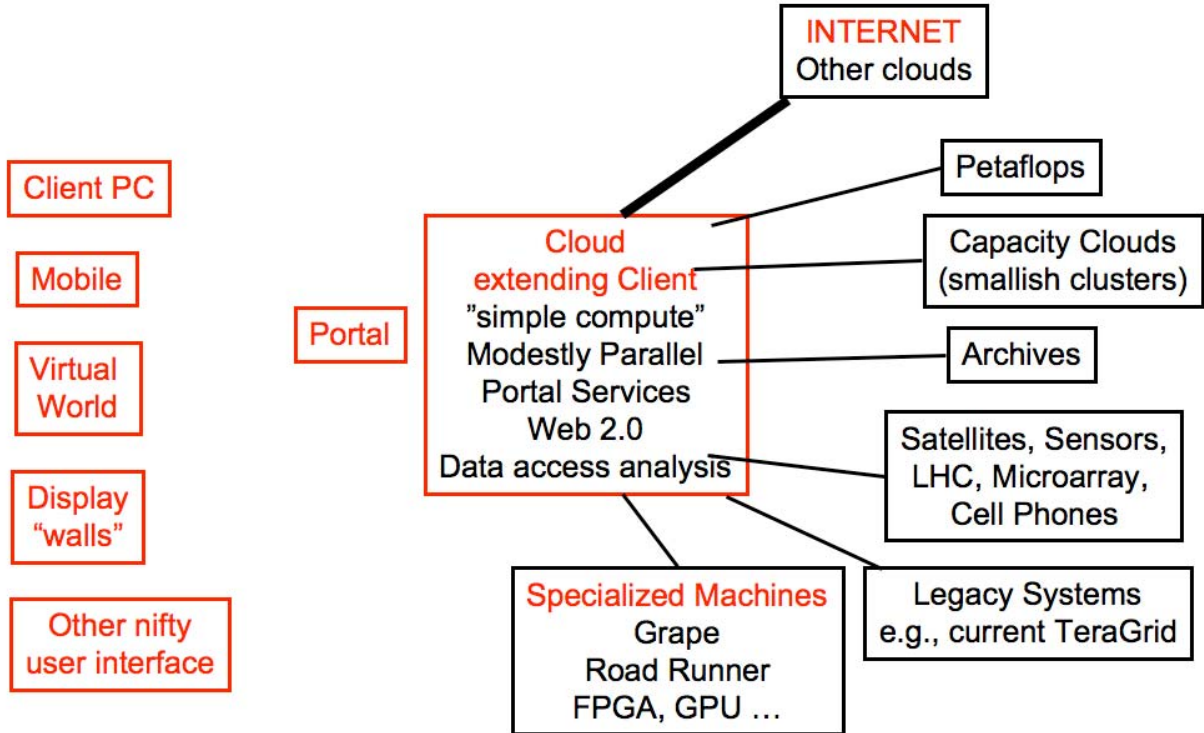 INTERNET
Other clouds
Client PC
Mobile
Virtual
World
Display
“walls”
Other nifty
user interface
Portal
Cloud
extending Client
”simple compute”
Modestly Parallel
Portal Services
Web 2.0
Data access analysis
Petaflops
Capacity Clouds
(smallish clusters)
Archives
Satellites, Sensors,
LHC, Microarray,
Cell Phones
Legacy Systems
e.g., current TeraGrid
Specialized Machines
Grape
Road Runner
FPGA, GPU …